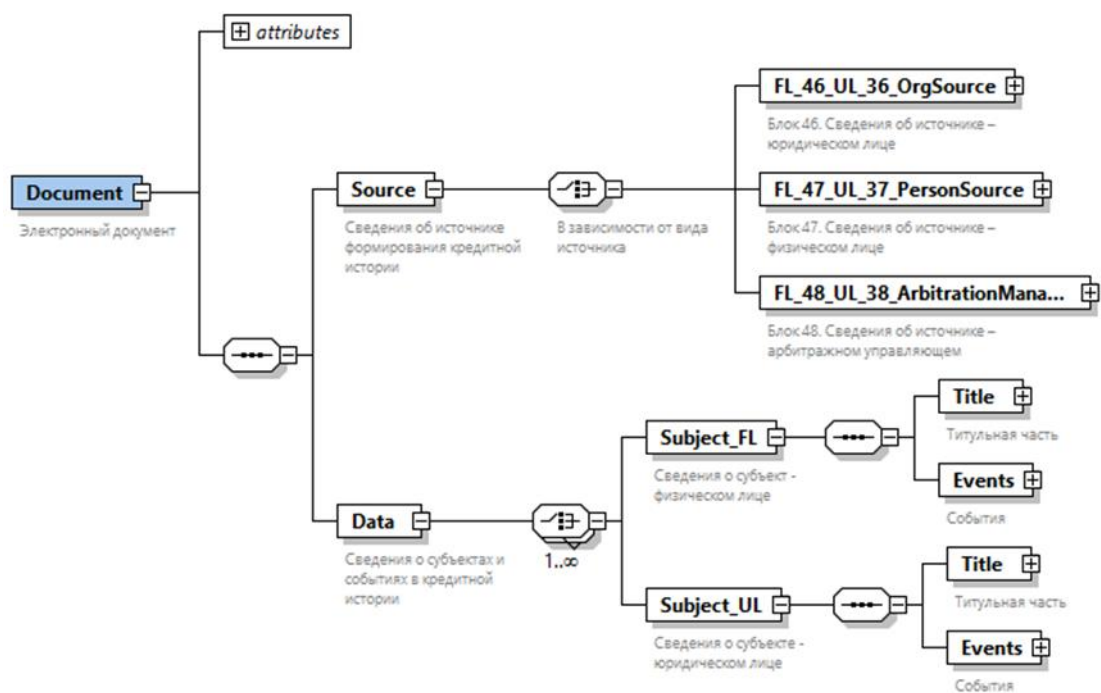 attributes
Document
Электронный документ
Source
Сведения об источнике
формирования кредитной
истории
В зависимости от вида
источника
FL_46_UL_36_OrgSource
Блок 46. Сведения об источнике –
юридическом лице
FL_47_UL_37_PersonSource
Блок 47. Сведения об источнике –
физическом лице
FL_48_UL_38_ArbitrationMana...
Блок 48. Сведения об источнике –
арбитражном управляющем
Data
Сведения о субъектах и
событиях в кредитной
истории
1..∞
Subject_FL
Сведения о субъект -
физическом лице
Title
Титульная часть
Events
События
Subject_UL
Сведения о субъекте -
юридическом лице
Title
Титульная часть
Events
События